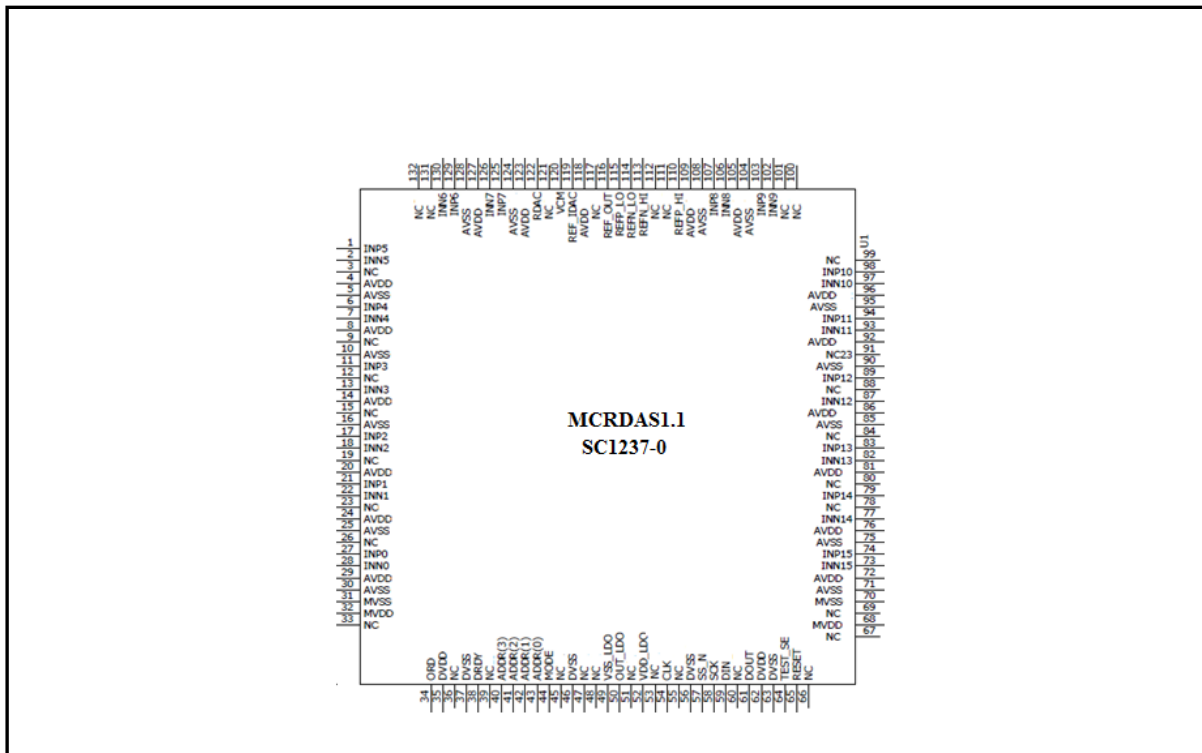 132
131
130
129
128
127
126
125
124
123
122
121
120
119
118
117
116
115
114
113
112
111
110
109
108
107
106
105
104
103
102
101
100
NC
NC
INN6
INP6
AVSS
AVDD
INN7
INP7
AVSS
AVDD
RDAC
NC
VCM
REF_IDAC
AVDD
NC
REF_OUT
REFP_LO
REFN_LO
REFN_HI
NC
NC
REFP_HI
AVDD
AVSS
INP8
INN8
AVDD
AVSS
INP9
INN9
NC
NC
1 INP5
2 INN5
3 NC
4 AVDD
5 AVSS
6 INP4
7 INN4
8 AVDD
9 NC
10 AVSS
11 INP3
12 NC
13 INN3
14 AVDD
15 NC
16 AVSS
17 INP2
18 INN2
19 NC
20 AVDD
21 INP1
22 INN1
23 NC
24 AVDD
25 AVSS
26 NC
27 INP0
28 INN0
29 AVDD
30 AVSS
31 MVSS
32 MVDD
33 NC
MCRDAS1.1
SC1237-0
U1
NC 99
INP10 98
INN10 97
AVDD 96
AVSS 95
INP11 94
INN11 93
AVDD 92
NC23 91
AVSS 90
INP12 89
NC 88
INN12 87
AVDD 86
AVSS 85
NC 84
INP13 83
INN13 82
AVDD 81
NC 80
INP14 79
NC 78
INN14 77
AVDD 76
AVSS 75
INP15 74
INN15 73
AVDD 72
AVSS 71
MVSS 70
NC 69
MVDD 68
NC 67
ORD
DVDD
NC
DVSS
DRDY
NC
ADDR(3)
ADDR(2)
ADDR(1)
ADDR(0)
MODE
NC
DVSS
NC
NC
VSS_LDO
OUT_LDO
NC
VDD_LDO
NC
CLK
NC
DVSS
SS_N
SCK
DIN
NC
DOUT
DVDD
DVSS
TEST_SE
RESET
NC
34
35
36
37
38
39
40
41
42
43
44
45
46
47
48
49
50
51
52
53
54
55
56
57
58
59
60
61
62
63
64
65
66